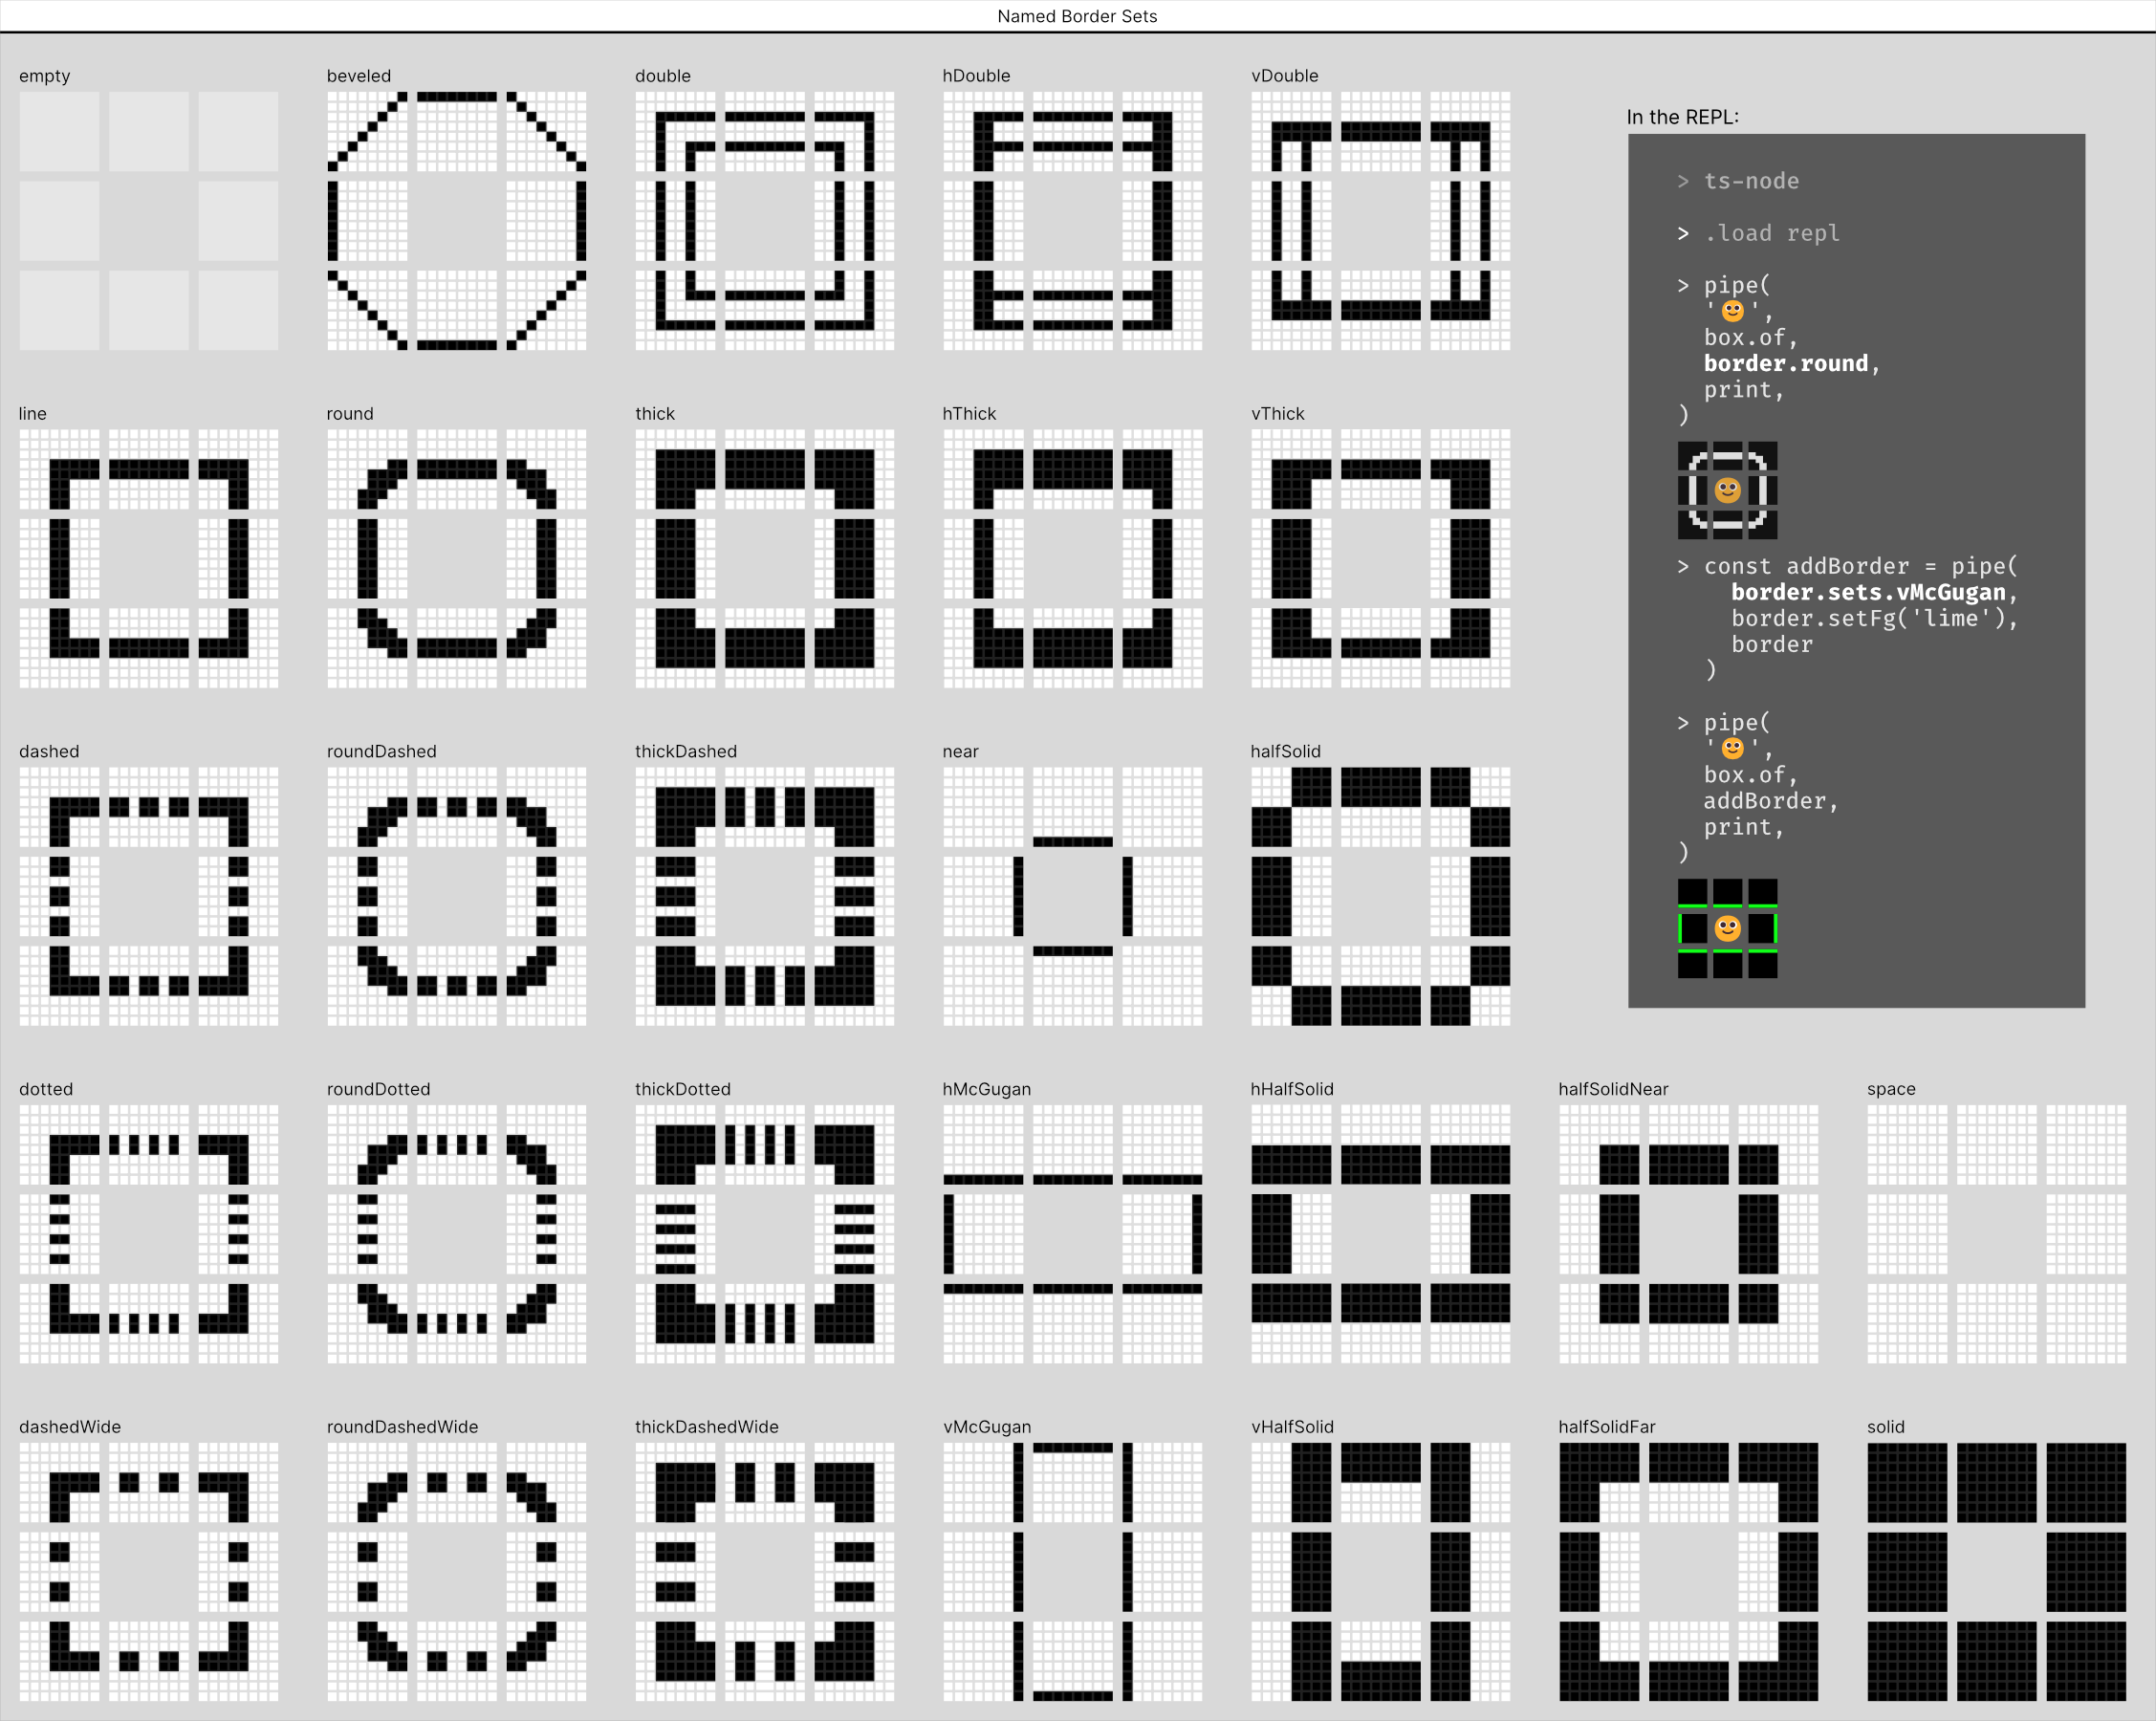 Named Border Sets
empty
beveled
double
hDouble
vDouble
line
round
thick
hThick
vThick
dashed
roundDashed
thickDashed
near
halfSolid
dotted
roundDotted
thickDotted
hMcGugan
hHalfSolid
halfSolidNear
space
dashedWide
roundDashedWide
thickDashedWide
vMcGugan
vHalfSolid
halfSolidFar
solid
In the REPL:
> ts-node
> .load repl
> pipe(
'🙂',
box.of,
border.round,
print,
)
> const addBorder = pipe(
border.sets.vMcGugan,
border.setFg('lime'),
border
)
> pipe(
'🙂',
box.of,
addBorder,
print,
)